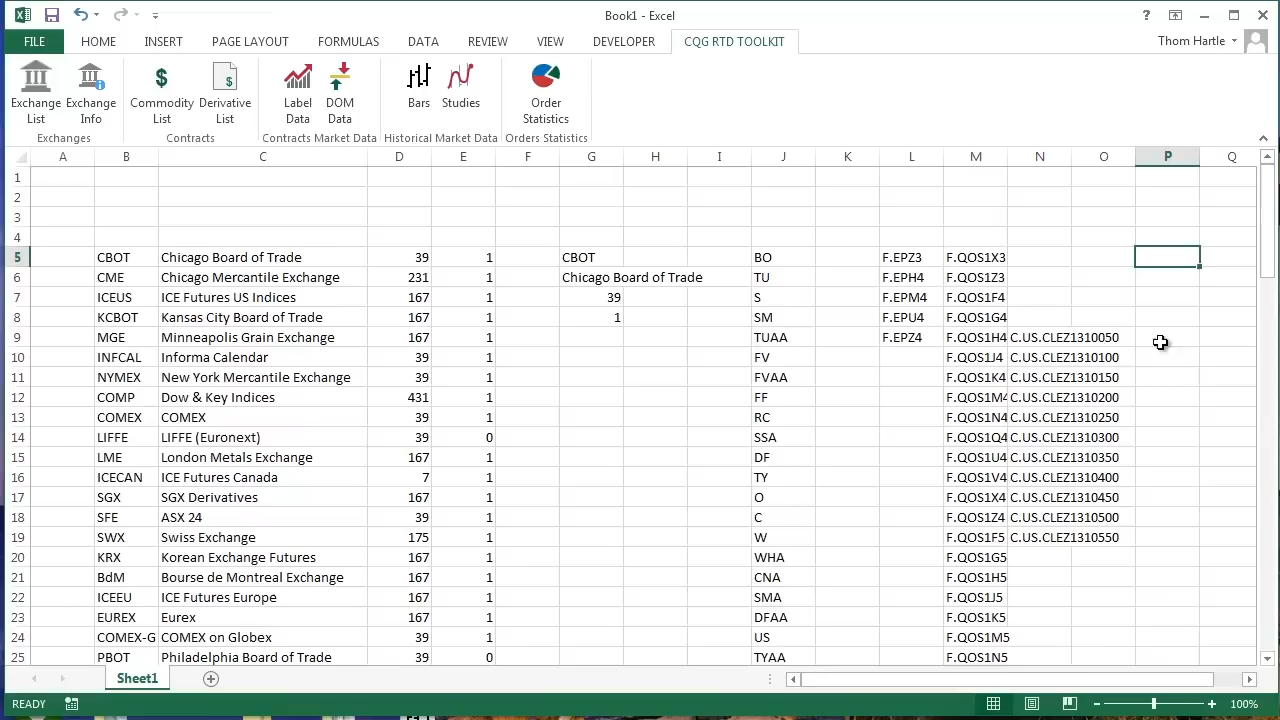 Book1 - Excel
?
FILE HOME INSERT PAGE LAYOUT FORMULAS DATA REVIEW VIEW DEVELOPER CQG RTD TOOLKIT Thom Hartle
$ $
Exchange List Exchange Info Commodity List Derivative List Label Data DOM Data Bars Studies Order Statistics
Exchanges Contracts Contracts Market Data Historical Market Data Orders Statistics
A B C D E F G H I J K L M N O P Q
1
2
3
4
5 CBOT Chicago Board of Trade 39 1 CBOT BO F.EPZ3 F.QOS1X3
6 CME Chicago Mercantile Exchange 231 1 Chicago Board of Trade TU F.EPH4 F.QOS1Z3
7 ICEUS ICE Futures US Indices 167 1 39 S F.EPM4 F.QOS1F4
8 KCBOT Kansas City Board of Trade 167 1 1 SM F.EPU4 F.QOS1G4
9 MGE Minneapolis Grain Exchange 167 1 TUAA F.EPZ4 F.QOS1H4 C.US.CLEZ1310050
10 INFCAL Informa Calendar 39 1 FV F.QOS1J4 C.US.CLEZ1310100
11 NYMEX New York Mercantile Exchange 39 1 FVAA F.QOS1K4 C.US.CLEZ1310150
12 COMP Dow & Key Indices 431 1 FF F.QOS1M4 C.US.CLEZ1310200
13 COMEX COMEX 39 1 RC F.QOS1N4 C.US.CLEZ1310250
14 LIFFE LIFFE (Euronext) 39 0 SSA F.QOS1Q4 C.US.CLEZ1310300
15 LME London Metals Exchange 167 1 DF F.QOS1U4 C.US.CLEZ1310350
16 ICECAN ICE Futures Canada 7 1 TY F.QOS1V4 C.US.CLEZ1310400
17 SGX SGX Derivatives 167 1 O F.QOS1X4 C.US.CLEZ1310450
18 SFE ASX 24 39 1 C F.QOS1Z4 C.US.CLEZ1310500
19 SWX Swiss Exchange 175 1 W F.QOS1F5 C.US.CLEZ1310550
20 KRX Korean Exchange Futures 167 1 WHA F.QOS1G5
21 BdM Bourse de Montreal Exchange 167 1 CNA F.QOS1H5
22 ICEEU ICE Futures Europe 167 1 SMA F.QOS1J5
23 EUREX Eurex 167 1 DFAA F.QOS1K5
24 COMEX-G COMEX on Globex 39 1 US F.QOS1M5
25 PBOT Philadelphia Board of Trade 39 0 TYAA F.QOS1N5
Sheet1
READY 100%